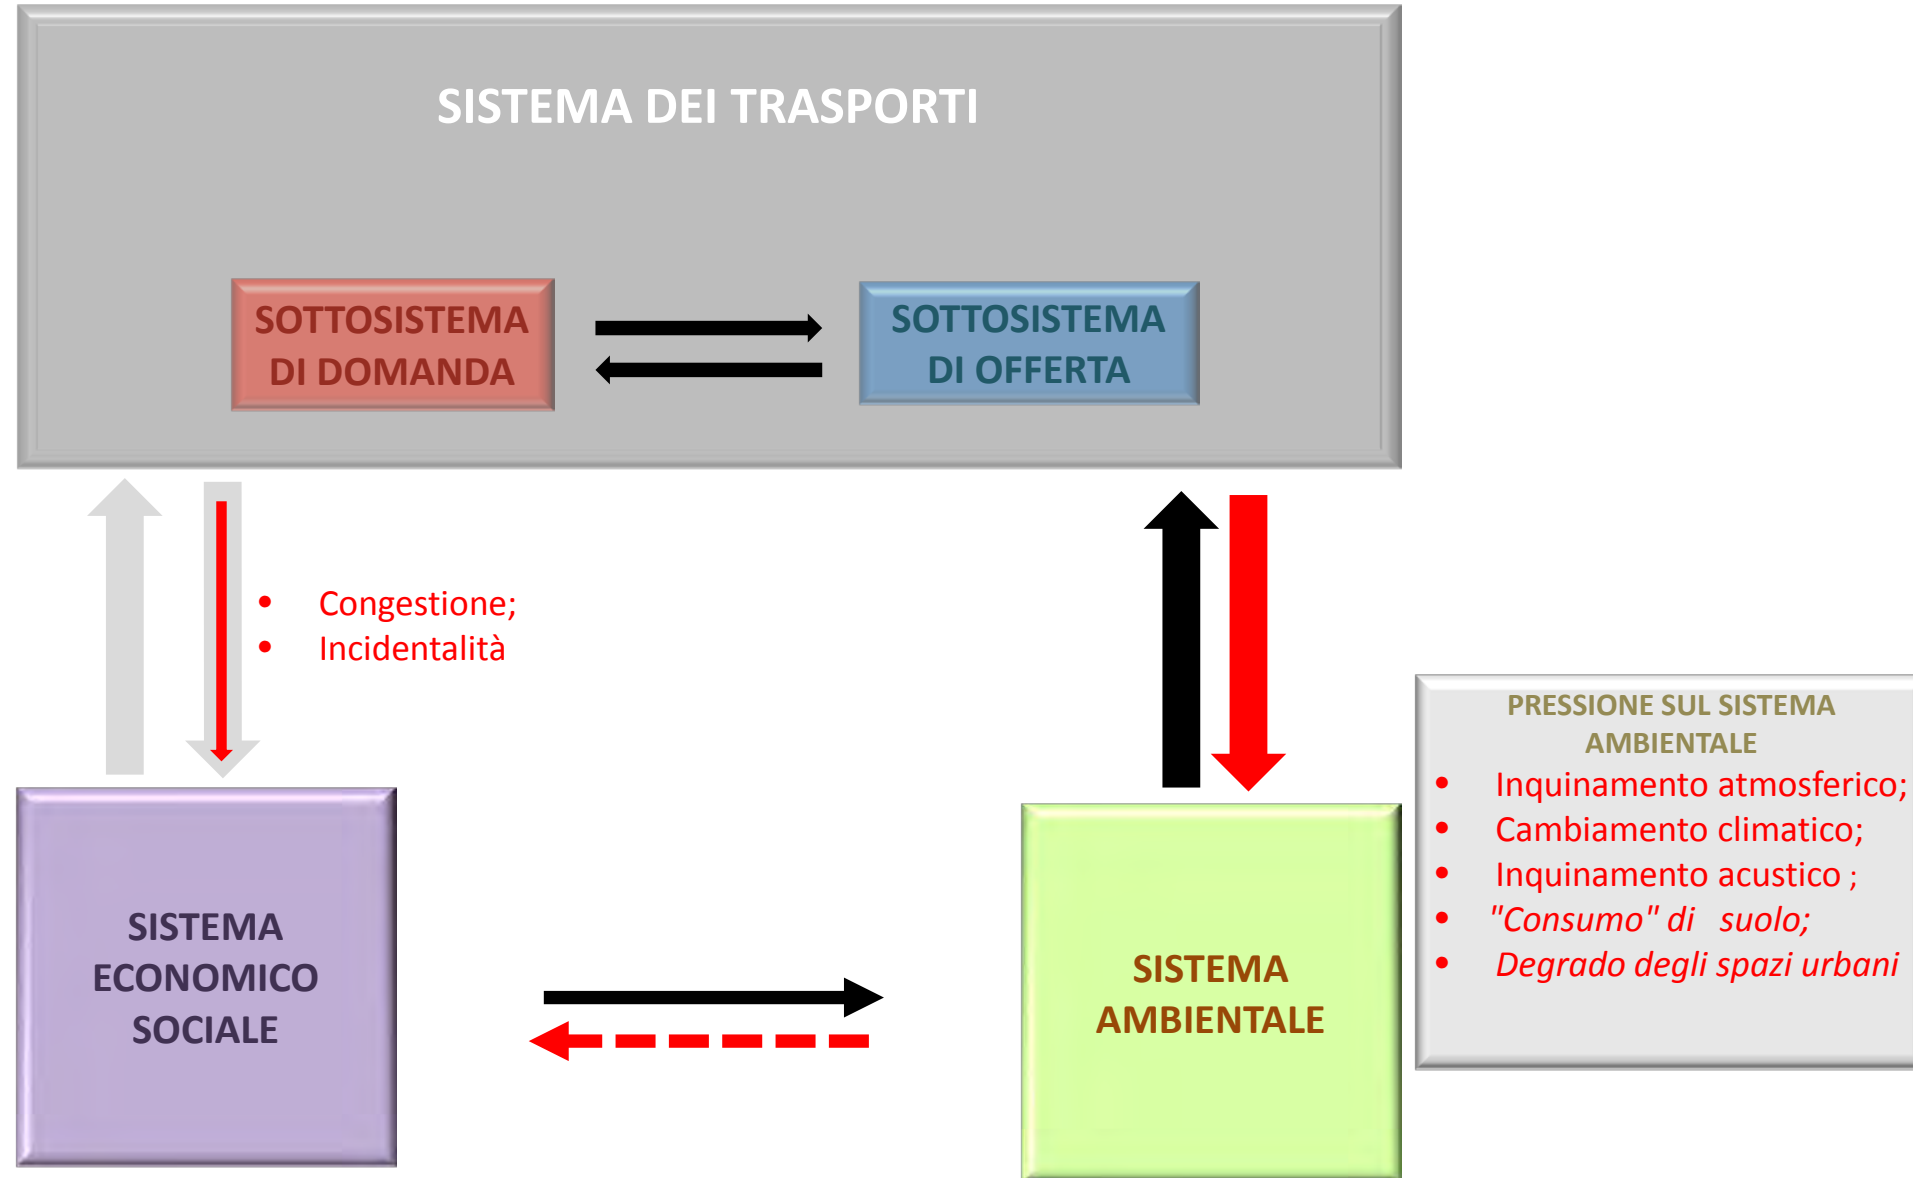 SISTEMA DEI TRASPORTI
SOTTOSISTEMA
DI DOMANDA
SOTTOSISTEMA
DI OFFERTA
• Congestione;
• Incidentalità
PRESSIONE SUL SISTEMA
AMBIENTALE
• Inquinamento atmosferico;
• Cambiamento climatico;
• Inquinamento acustico ;
• "Consumo" di suolo;
• Degrado degli spazi urbani
SISTEMA
ECONOMICO
SOCIALE
SISTEMA
AMBIENTALE